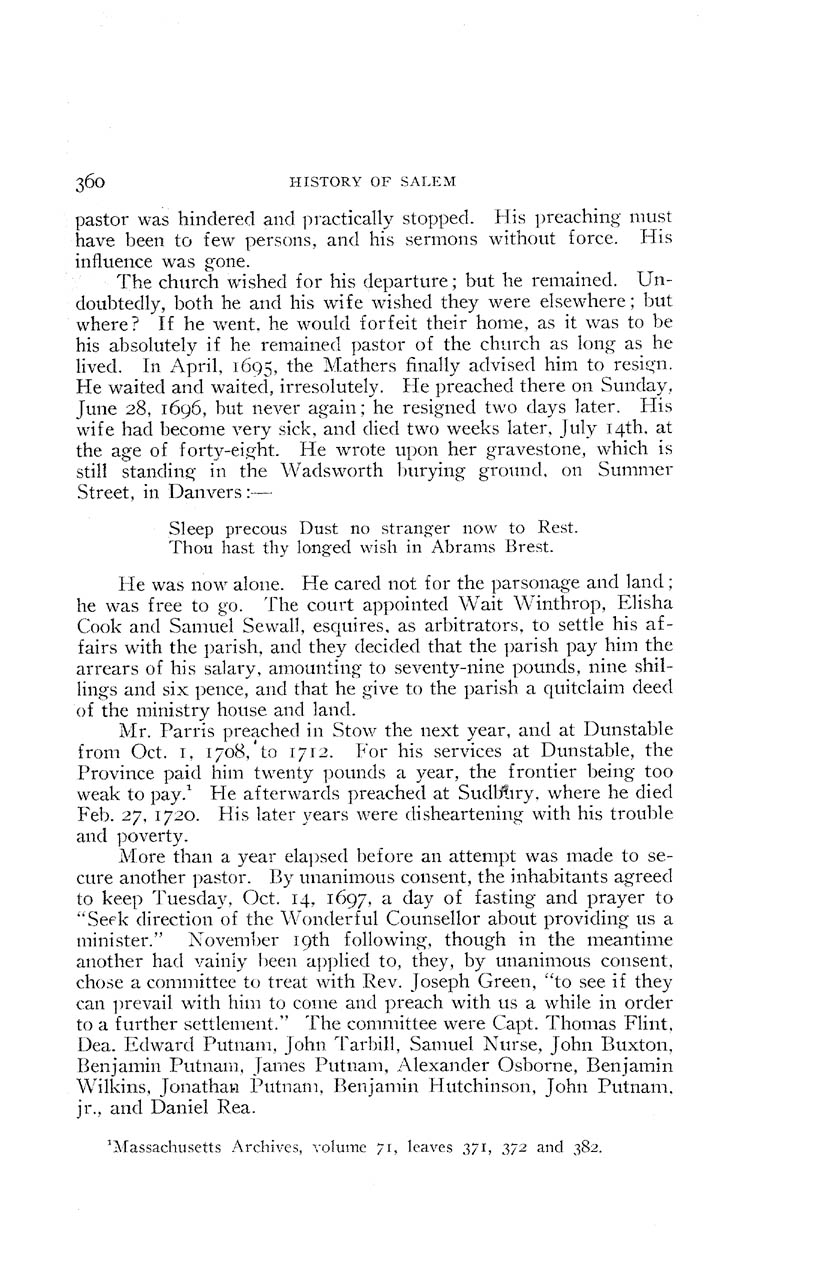 360 HISTORY OF SALEM
pastor was hindered and practically stopped. His preaching must
have been to few persons, and his sermons without force. His
influence was gone.
The church wished for his departure; but he remained. Un-
doubtedly, both he and his wife wished they were elsewhere; but
where? If he went, he would forfeit their home, as it was to be
his absolutely if he remained pastor of the church as long as he
lived. In April, 1695, the Mathers finally advised him to resign.
He waited and waited, irresolutely. He preached there on Sunday,
June 28, 1696, but never again; he resigned two days later. His
wife had become very sick, and died two weeks later, July 14th, at
the age of forty-eight. He wrote upon her gravestone, which is
still standing in the Wadsworth burying ground, on Summer
Street, in Danvers:—
Sleep precous Dust no stranger now to Rest.
Thou hast thy longed wish in Abrams Brest.
He was now alone. He cared not for the parsonage and land;
he was free to go. The court appointed Wait Winthrop, Elisha
Cook and Samuel Sewall, esquires, as arbitrators, to settle his af-
fairs with the parish, and they decided that the parish pay him the
arrears of his salary, amounting to seventy-nine pounds, nine shil-
lings and six pence, and that he give to the parish a quitclaim deed
of the ministry house and land.
Mr. Parris preached in Stow the next year, and at Dunstable
from Oct. 1, 1708, to 1712. For his services at Dunstable, the
Province paid him twenty pounds a year, the frontier being too
weak to pay.¹ He afterwards preached at Sudbury, where he died
Feb. 27, 1720. His later years were disheartening with his trouble
and poverty.
More than a year elapsed before an attempt was made to se-
cure another pastor. By unanimous consent, the inhabitants agreed
to keep Tuesday, Oct. 14, 1697, a day of fasting and prayer to
"Seek direction of the Wonderful Counsellor about providing us a
minister." November 19th following, though in the meantime
another had vainly been applied to, they, by unanimous consent,
chose a committee to treat with Rev. Joseph Green, "to see if they
can prevail with him to come and preach with us a while in order
to a further settlement." The committee were Capt. Thomas Flint,
Dea. Edward Putnam, John Tarbill, Samuel Nurse, John Buxton,
Benjamin Putnam, James Putnam, Alexander Osborne, Benjamin
Wilkins, Jonathan Putnam, Benjamin Hutchinson, John Putnam,
jr., and Daniel Rea.
¹Massachusetts Archives, volume 71, leaves 371, 372 and 382.